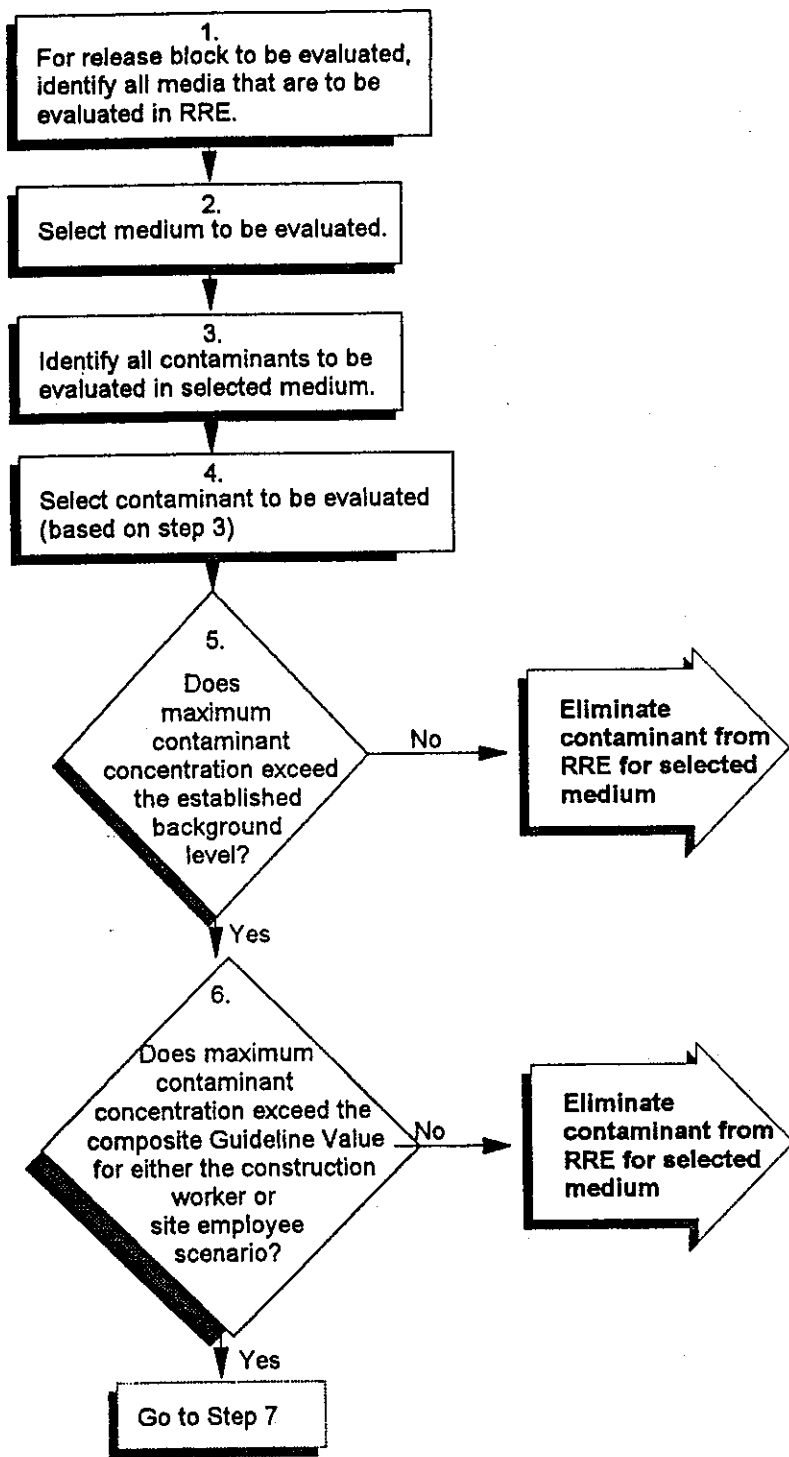 1.
For release block to be evaluated,
identify all media that are to be
evaluated in RRE.
2.
Select medium to be evaluated.
3.
Identify all contaminants to be
evaluated in selected medium.
4.
Select contaminant to be evaluated
(based on step 3)
5.
Does
maximum
contaminant
concentration exceed
the established
background
level?
No
Eliminate
contaminant from
RRE for selected
medium
Yes
6.
Does maximum
contaminant
concentration exceed the
composite Guideline Value
for either the construction
worker or
site employee
scenario?
No
Eliminate
contaminant from
RRE for selected
medium
Yes
Go to Step 7